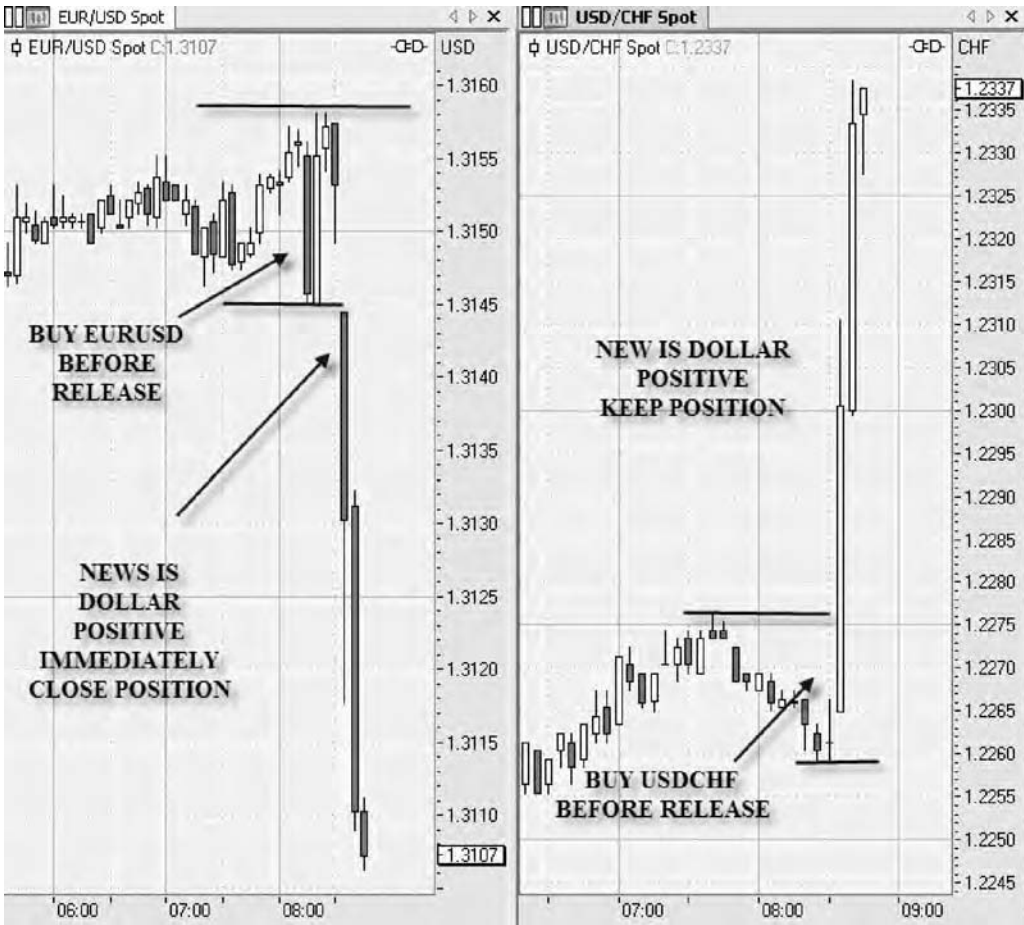 EUR/USD Spot
EUR/USD Spot C:1.3107
USD
1.3160
1.3155
1.3150
1.3145
1.3140
1.3145
1.3130
1.3125
1.3120
1.3115
1.3110
1.3107
BUY EURUSD
BEFORE
RELEASE
NEWS IS
DOLLAR
POSITIVE
IMMEDIATELY
CLOSE POSITION
06:00 07:00 08:00
USD/CHF Spot
USD/CHF Spot C:1.2337
CHF
1.2337
1.2335
1.2330
1.2325
1.2320
1.2315
1.2310
1.2305
1.2300
1.2295
1.2290
1.2285
1.2280
1.2275
1.2270
1.2265
1.2260
1.2255
1.2250
1.2245
NEW IS DOLLAR
POSITIVE
KEEP POSITION
BUY USDCHF
BEFORE RELEASE
07:00 08:00 09:00